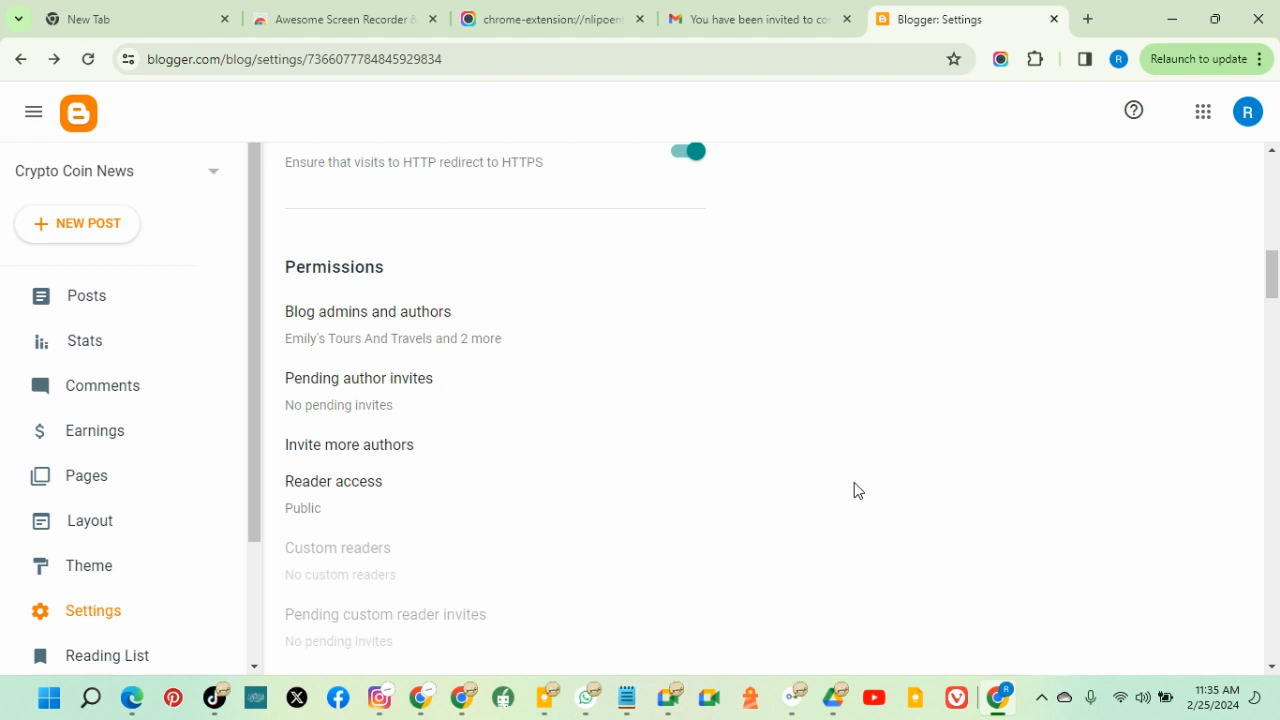 New Tab
Awesome Screen Recorder &
chrome-extension://nlipoen
You have been invited to co
Blogger: Settings
blogger.com/blog/settings/7366077784845929834
R
Relaunch to update
R
Ensure that visits to HTTP redirect to HTTPS
Crypto Coin News
NEW POST
Permissions
Posts
Blog admins and authors
Emily's Tours And Travels and 2 more
Stats
Pending author invites
No pending invites
Comments
Earnings
Invite more authors
Pages
Reader access
Public
Layout
Custom readers
No custom readers
Theme
Settings
Pending custom reader invites
No pending invites
Reading List
11:35 AM
2/25/2024